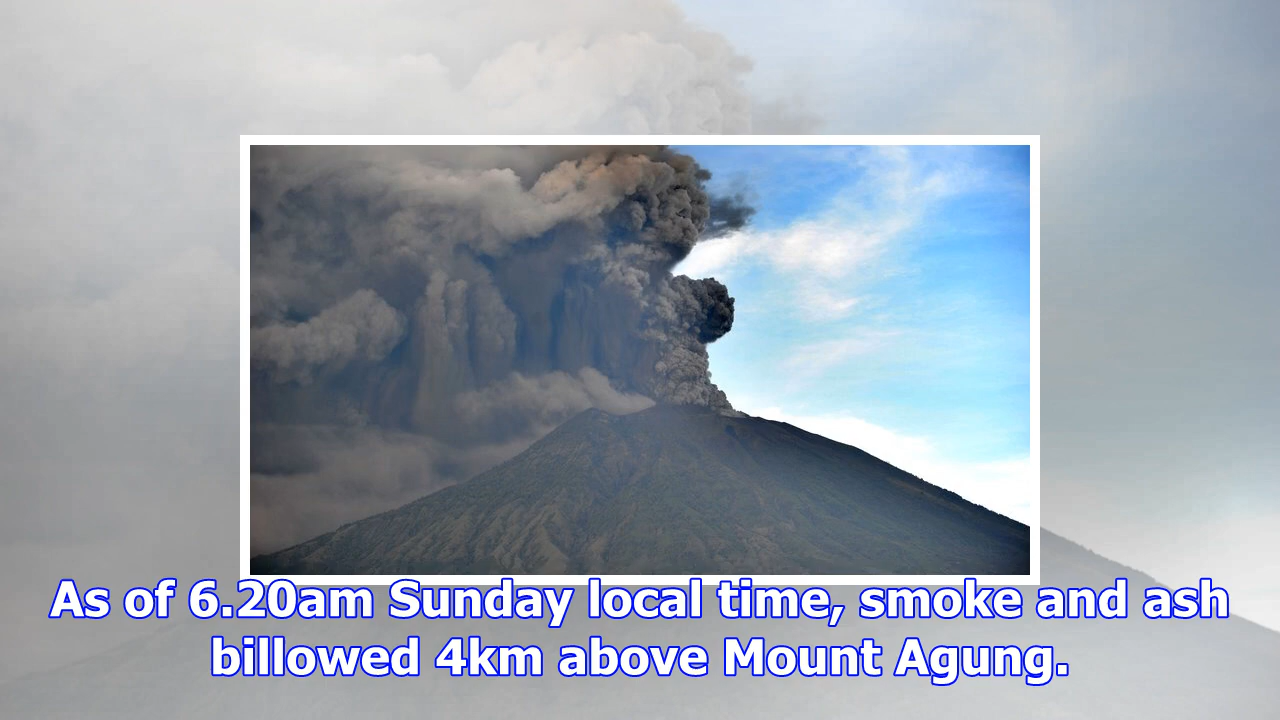 As of 6.20am Sunday local time, smoke and ash
billowed 4km above Mount Agung.